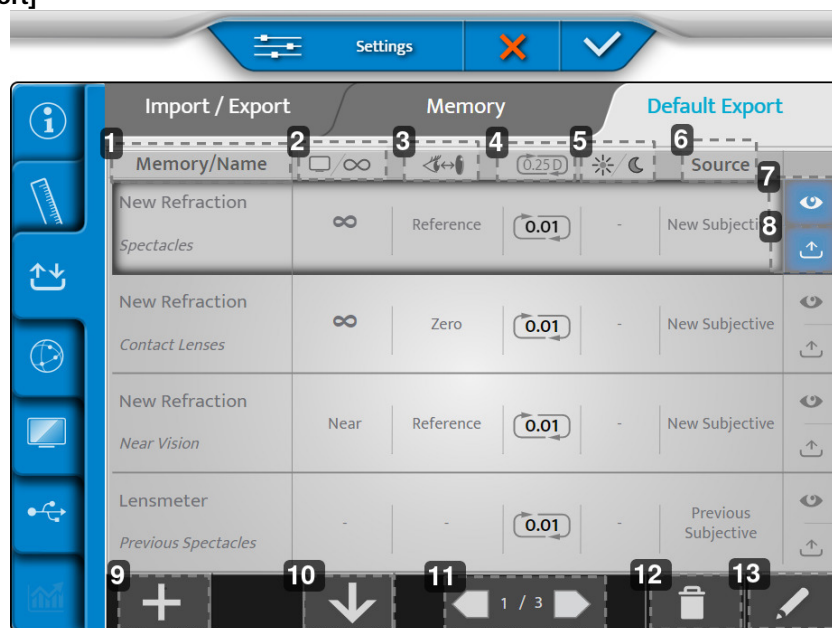 ort]
Settings
Import / Export Memory Default Export
1 2 3 4 5 6
Memory/Name 0.25 D Source
7
New Refraction
Spectacles
∞ Reference 0.01 - New Subjecti
8
New Refraction
Contact Lenses
∞ Zero 0.01 - New Subjective
New Refraction
Near Vision
Near Reference 0.01 - New Subjective
Lensmeter
Previous Spectacles
- - 0.01 - Previous
Subjective
9 10 11 12 13
1 / 3